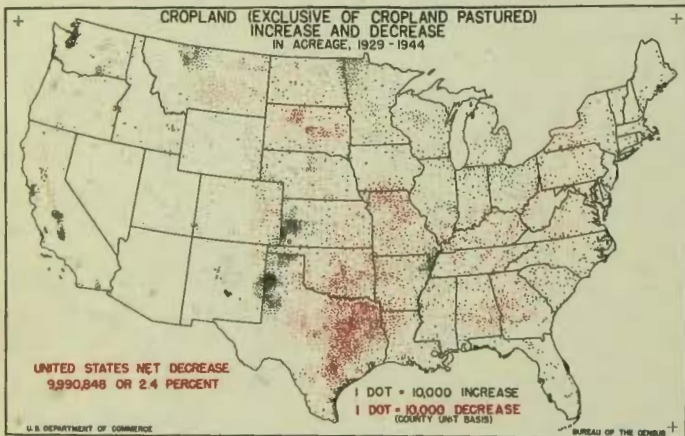 CROPLAND (EXCLUSIVE OF CROPLAND PASTURED)
INCREASE AND DECREASE
IN ACREAGE, 1929-1944
UNITED STATES NET DECREASE
9,990,848 OR 2.4 PERCENT
1 DOT = 10,000 INCREASE
1 DOT = 10,000 DECREASE
(COUNTY UNIT BASIS)
U.S. DEPARTMENT OF COMMERCE
BUREAU OF THE CENSUS